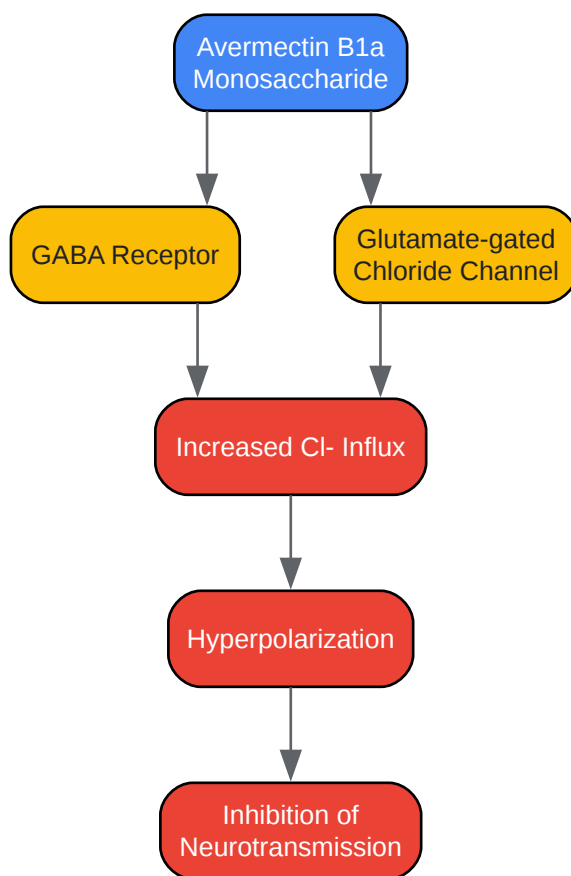 Avermectin B1a
Monosaccharide
GABA Receptor
Glutamate-gated
Chloride Channel
Increased Cl- Influx
Hyperpolarization
Inhibition of
Neurotransmission